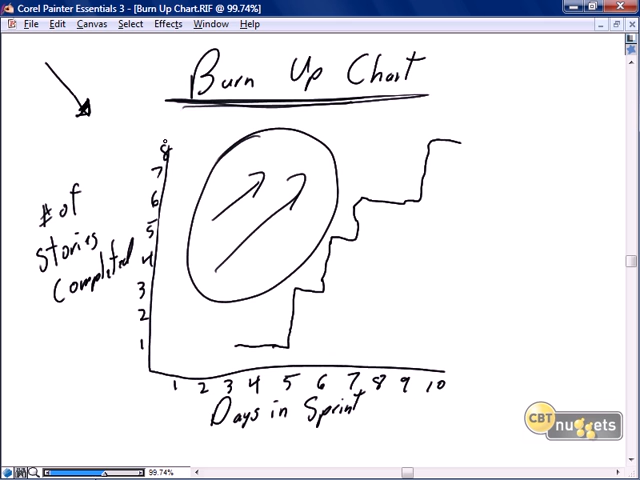 Corel Painter Essentials 3 - [Burn Up Chart.RIF @ 99.74%]
File Edit Canvas Select Effects Window Help
Burn Up Chart
# of
Stories
Completed
8
7
6
5
4
3
2
1
1 2 3 4 5 6 7 8 9 10
Days in Sprint
CBT nuggets
99.74%